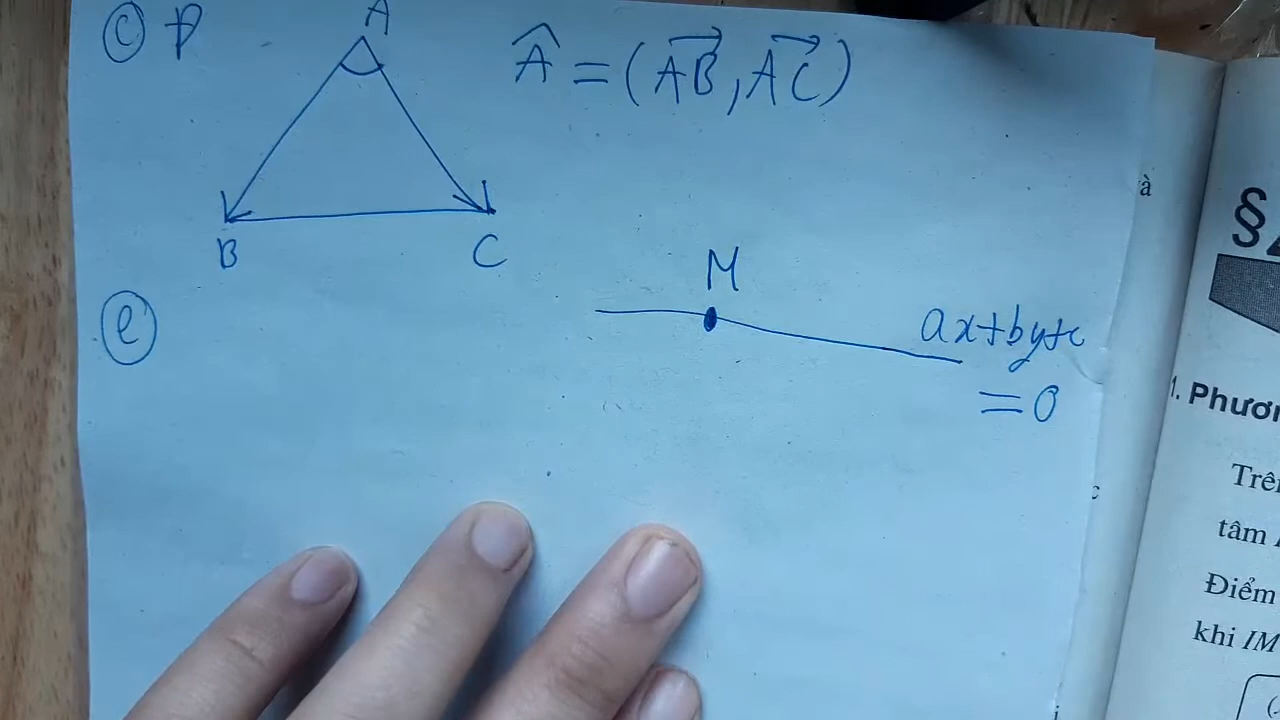 © Đ
A
Â = (AB, AC)
B
C
e
M
ax+by+c
= 0
à
§
1. Phươn
Trên
tâm
Điểm
khi IM